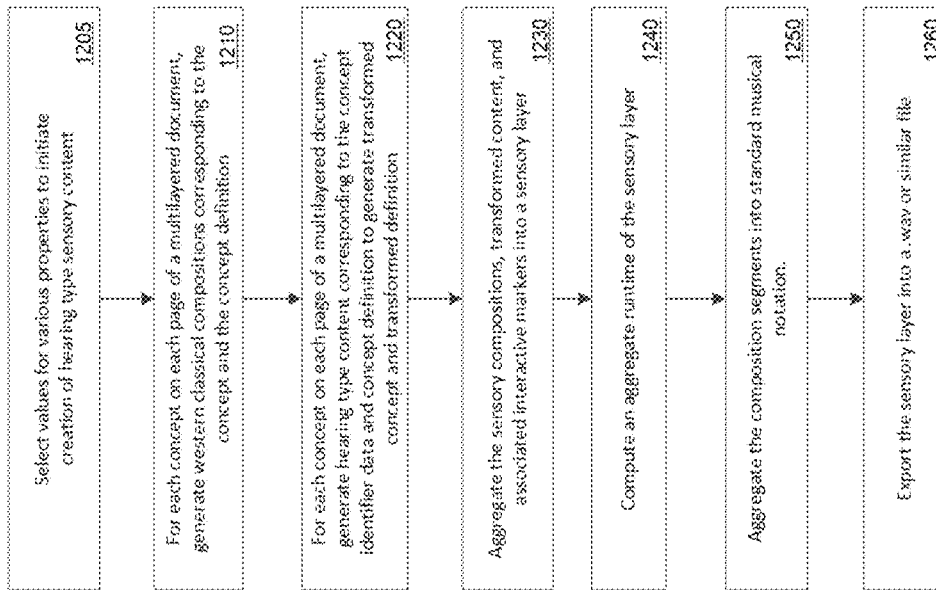 Select values for various properties to initiate
creation of hearing type sensory content
1205
For each concept on each page of a multilayered document,
generate western classical compositions corresponding to the
concept and the concept definition
1210
For each concept on each page of a multilayered document,
generate hearing type content corresponding to the concept
identifier data and concept definition to generate transformed
concept and transformed definition
1220
Aggregate the sensory compositions, transformed content, and
associated interactive markers into a sensory layer
1230
Compute an aggregate runtime of the sensory layer
1240
Aggregate the composition segments into standard musical
notation.
1250
Export the sensory layer into a .wav or similar file
1260